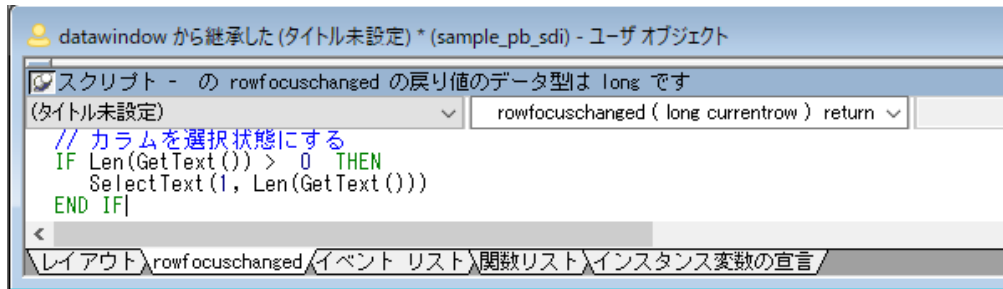 datawindow から継承した (タイトル未設定) * (sample_pb_sdi) - ユーザ オブジェクト
スクリプト - の rowfocuschanged の戻り値のデータ型は long です
(タイトル未設定) rowfocuschanged ( long currentrow ) return
// カラムを選択状態にする
IF Len(GetText()) > 0 THEN
SelectText(1, Len(GetText()))
END IF
レイアウト rowfocuschanged イベント リスト 関数リスト インスタンス変数の宣言